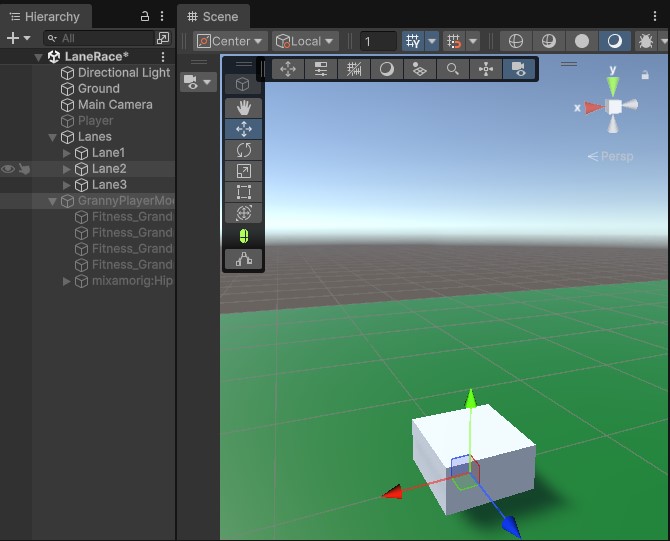 Hierarchy
# Scene
All
Center
Local
1
LaneRace*
Directional Light
Ground
Main Camera
Player
Lanes
Lane1
Lane2
Lane3
GrannyPlayerMod
Fitness_Grand
Fitness_Grand
Fitness_Grand
Fitness_Grand
mixamorig:Hip
y
x
Persp